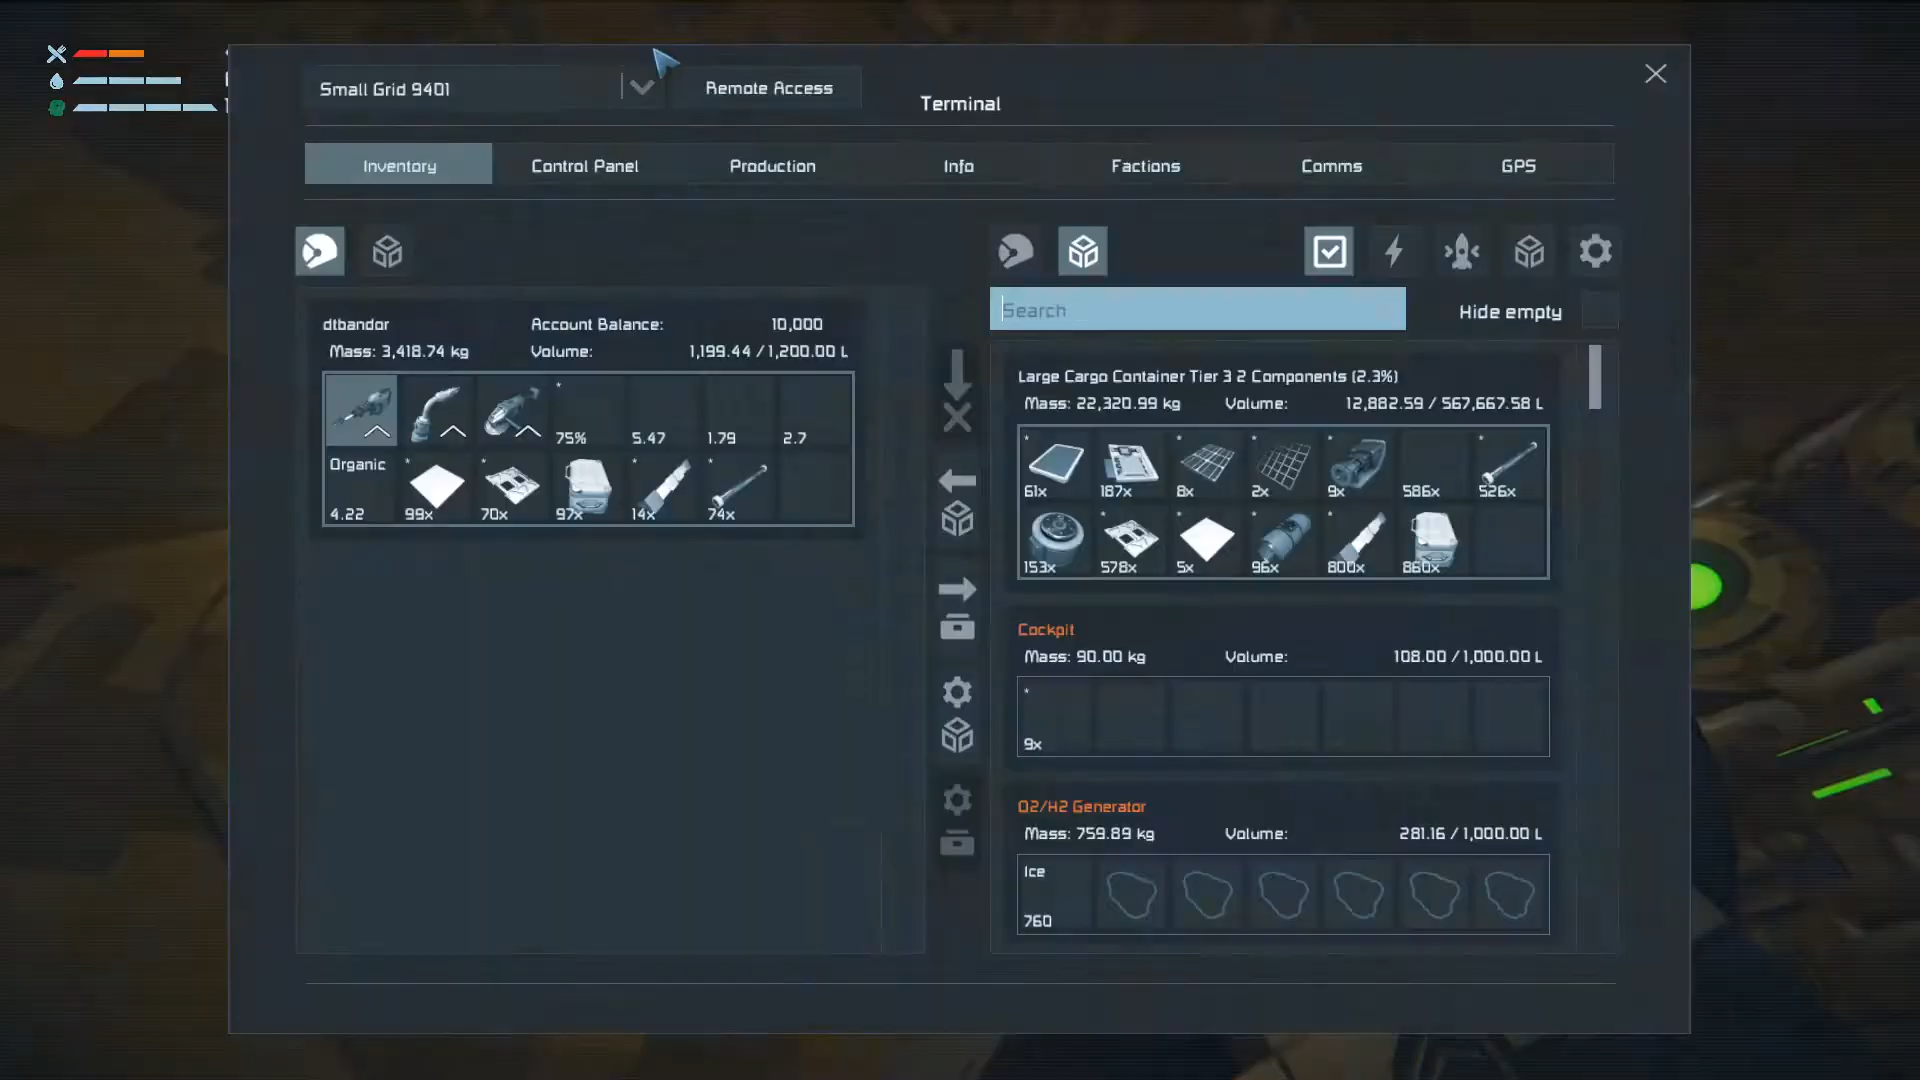 Small Grid 9401
Remote Access
Terminal
Inventory
Control Panel
Production
Info
Factions
Comms
GPS
Search
Hide empty
dtbandor
Account Balance:
10,000
Mass: 3,418.74 kg
Volume:
1,199.44 / 1,200.00 L
75%
5.47
1.79
2.7
Organic
4.22
99x
70x
97x
14x
74x
Large Cargo Container Tier 3 2 Components (2.3%)
Mass: 22,320.99 kg
Volume:
12,882.59 / 567,667.58 L
61x
187x
8x
2x
9x
586x
526x
153x
578x
5x
96x
800x
860x
Cockpit
Mass: 90.00 kg
Volume:
108.00 / 1,000.00 L
9x
O2/H2 Generator
Mass: 759.89 kg
Volume:
281.16 / 1,000.00 L
Ice
760